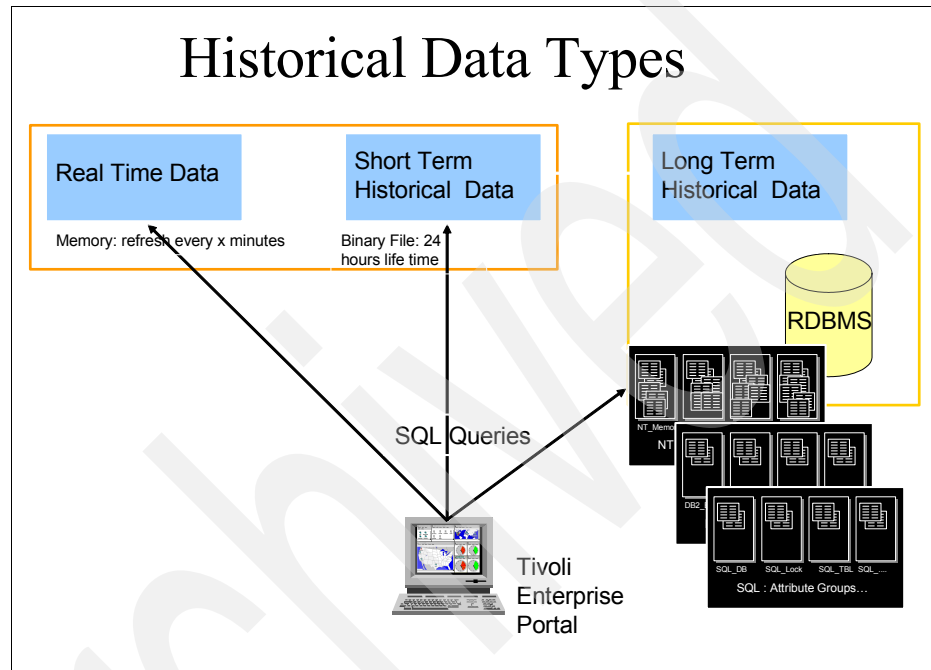 Historical Data Types
Real Time Data
Short Term
Historical Data
Long Term
Historical Data
Memory: refresh every x minutes
Binary File: 24
hours life time
RDBMS
NT
SQL Queries
Tivoli
Enterprise
Portal
SQL_DB
SQL_Lock
SQL_TBL
SQL_....
SQL : Attribute Groups...